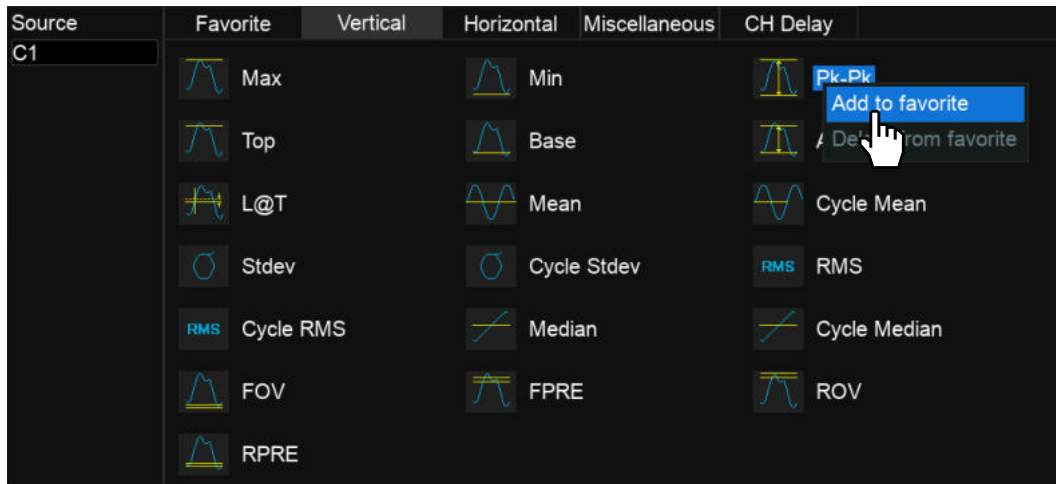 Source Favorite Vertical Horizontal Miscellaneous CH Delay
C1
Max Min Pk-Pk
Add to favorite
Top Base
from favorite
L@T Mean Cycle Mean
Stdev Cycle Stdev RMS RMS
RMS Cycle RMS Median Cycle Median
FOV FPRE ROV
RPRE